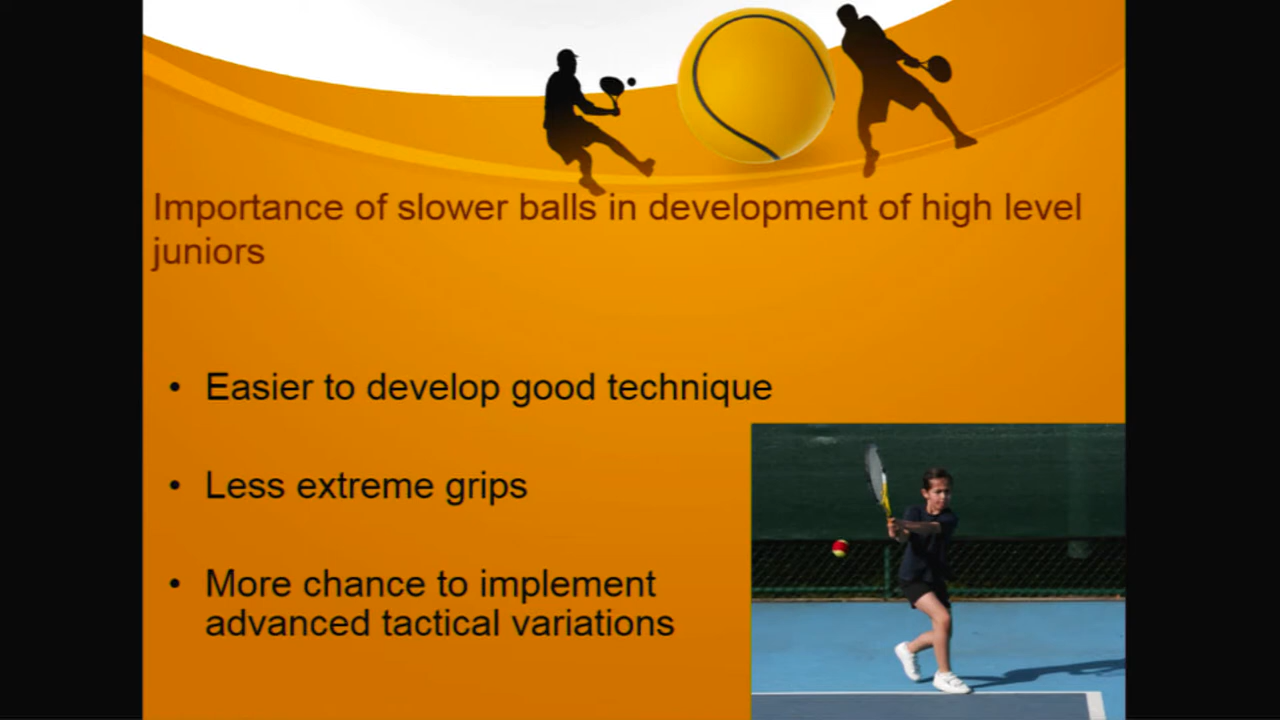 Importance of slower balls in development of high level
juniors
• Easier to develop good technique
• Less extreme grips
• More chance to implement
advanced tactical variations